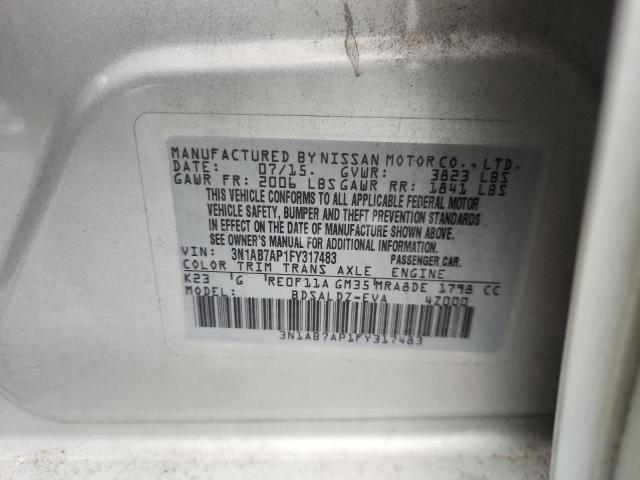 MANUFACTURED BY NISSAN MOTOR CO., LTD.
DATE: 07/15. GVWR: 3823 LBS
GAWR FR: 2006 LBS GAWR RR: 1841 LBS
THIS VEHICLE CONFORMS TO ALL APPLICABLE FEDERAL MOTOR
VEHICLE SAFETY, BUMPER AND THEFT PREVENTION STANDARDS
IN EFFECT ON THE DATE OF MANUFACTURE SHOWN ABOVE.
SEE OWNER'S MANUAL FOR ADDITIONAL INFORMATION.
VIN: 3N1AB7AP1FY317483 PASSENGER CAR.
COLOR TRIM TRANS AXLE ENGINE
K23 'G 'RE0F11A GM35 'MRA8DE 1798 CC
MODEL: BDSALDZ-EVA 4Z000
3N1AB7AP1FY317483